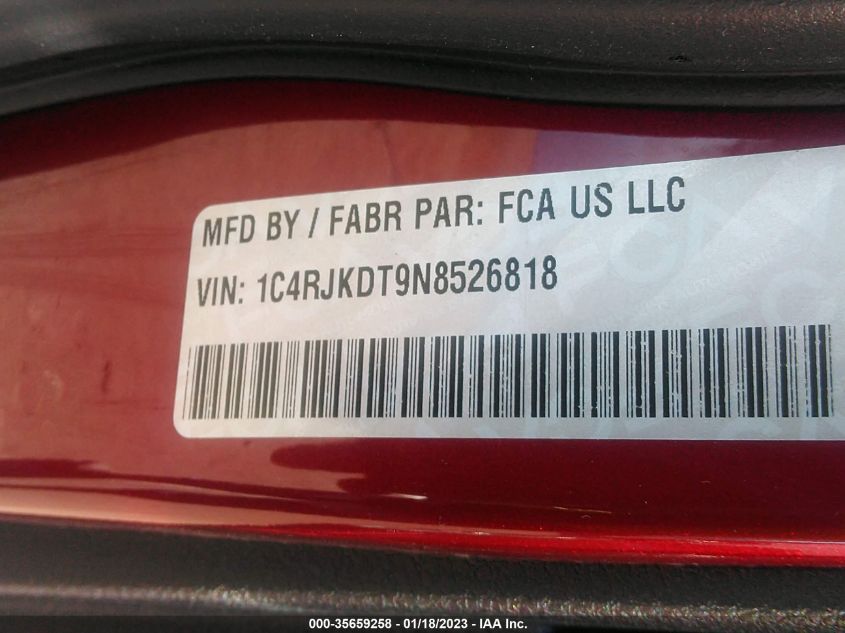 MFD BY / FABR PAR: FCA US LLC
VIN: 1C4RJKDT9N8526818
000-35659258 - 01/18/2023 - IAA Inc.